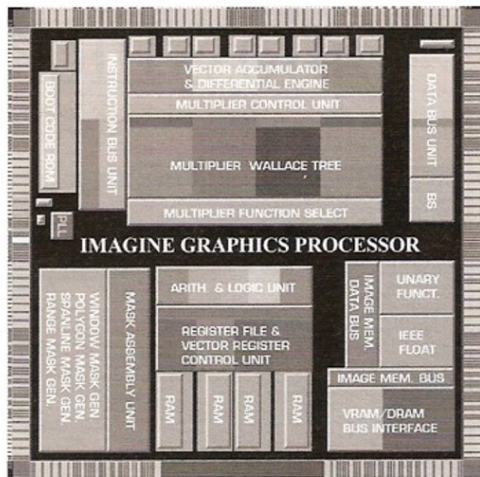 BOOT CODE ROM
INSTRUCTION BUS UNIT
VECTOR ACCUMULATOR
& DIFFERENTIAL ENGINE
MULTIPLIER CONTROL UNIT
MULTIPLIER WALLACE TREE
MULTIPLIER FUNCTION SELECT
DATA BUS UNIT
BS
PLL
IMAGINE GRAPHICS PROCESSOR
WINDOW MASK GEN
POLYGON MASK GEN.
SPANLINE MASK GEN.
RANGE MASK GEN.
MASK ASSEMBLY UNIT
ARITH & LOGIC UNIT
REGISTER FILE &
VECTOR REGISTER
CONTROL UNIT
RAM
RAM
RAM
RAM
IMAGE MEM.
DATA BUS
UNARY
FUNCT.
IEEE
FLOAT
IMAGE MEM. BUS
VRAM/DRAM
BUS INTERFACE